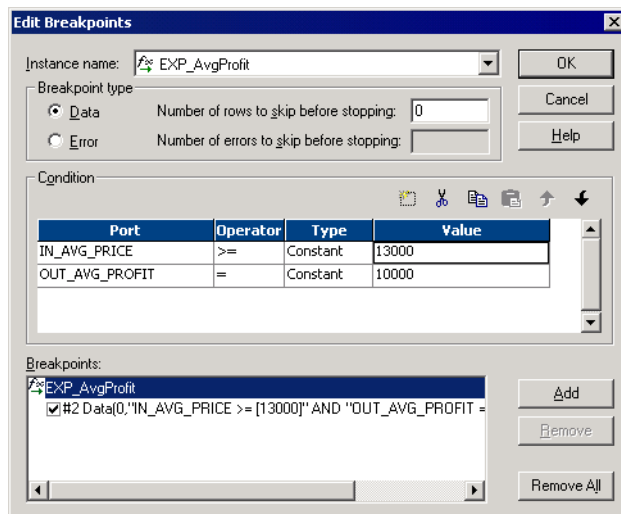 Edit Breakpoints
Instance name: EXP_AvgProfit
OK
Breakpoint type
Data Number of rows to skip before stopping: 0
Cancel
Error Number of errors to skip before stopping:
Help
Condition
Port Operator Type Value
IN_AVG_PRICE >= Constant 13000
OUT_AVG_PROFIT = Constant 10000
Breakpoints:
EXP_AvgProfit
#2 Data(0,"IN_AVG_PRICE >= [13000]" AND "OUT_AVG_PROFIT =
Add
Remove
Remove All